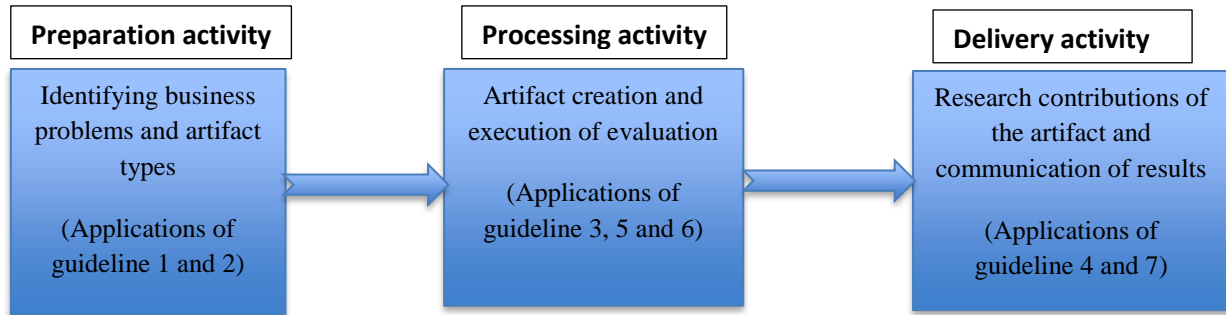 Preparation activity
Identifying business
problems and artifact
types
(Applications of
guideline 1 and 2)
Processing activity
Artifact creation and
execution of evaluation
(Applications of
guideline 3, 5 and 6)
Delivery activity
Research contributions of
the artifact and
communication of results
(Applications of
guideline 4 and 7)